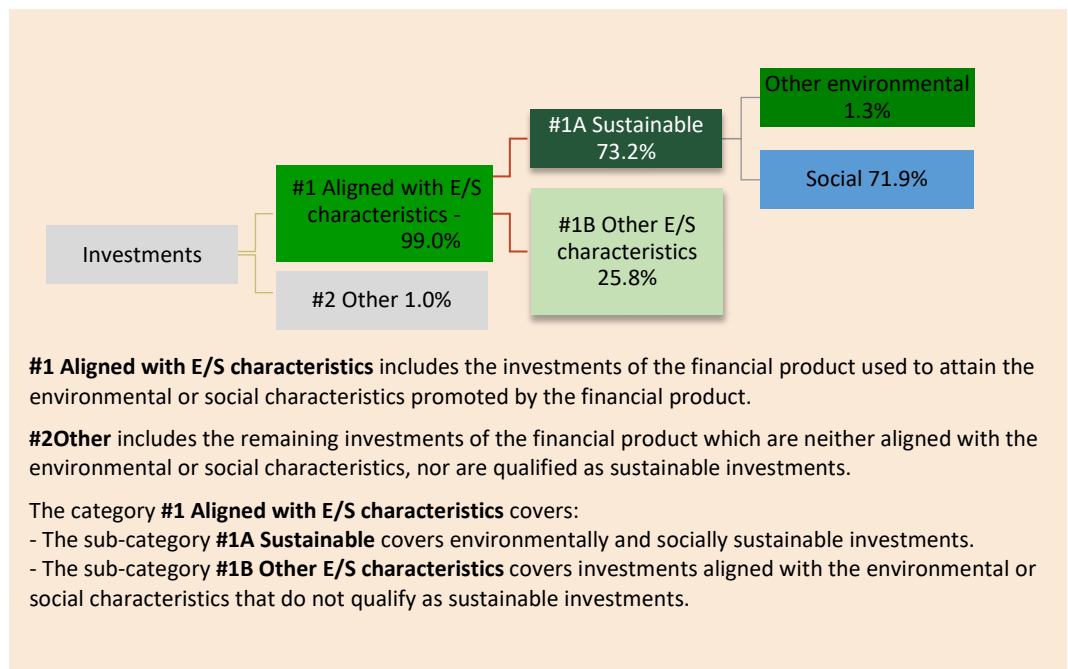 Other environmental
1.3%
#1A Sustainable
73.2%
Social 71.9%
#1 Aligned with E/S
characteristics -
99.0%
#1B Other E/S
characteristics
25.8%
Investments
#2 Other 1.0%
#1 Aligned with E/S characteristics includes the investments of the financial product used to attain the
environmental or social characteristics promoted by the financial product.
#2Other includes the remaining investments of the financial product which are neither aligned with the
environmental or social characteristics, nor are qualified as sustainable investments.
The category #1 Aligned with E/S characteristics covers:
- The sub-category #1A Sustainable covers environmentally and socially sustainable investments.
- The sub-category #1B Other E/S characteristics covers investments aligned with the environmental or
social characteristics that do not qualify as sustainable investments.